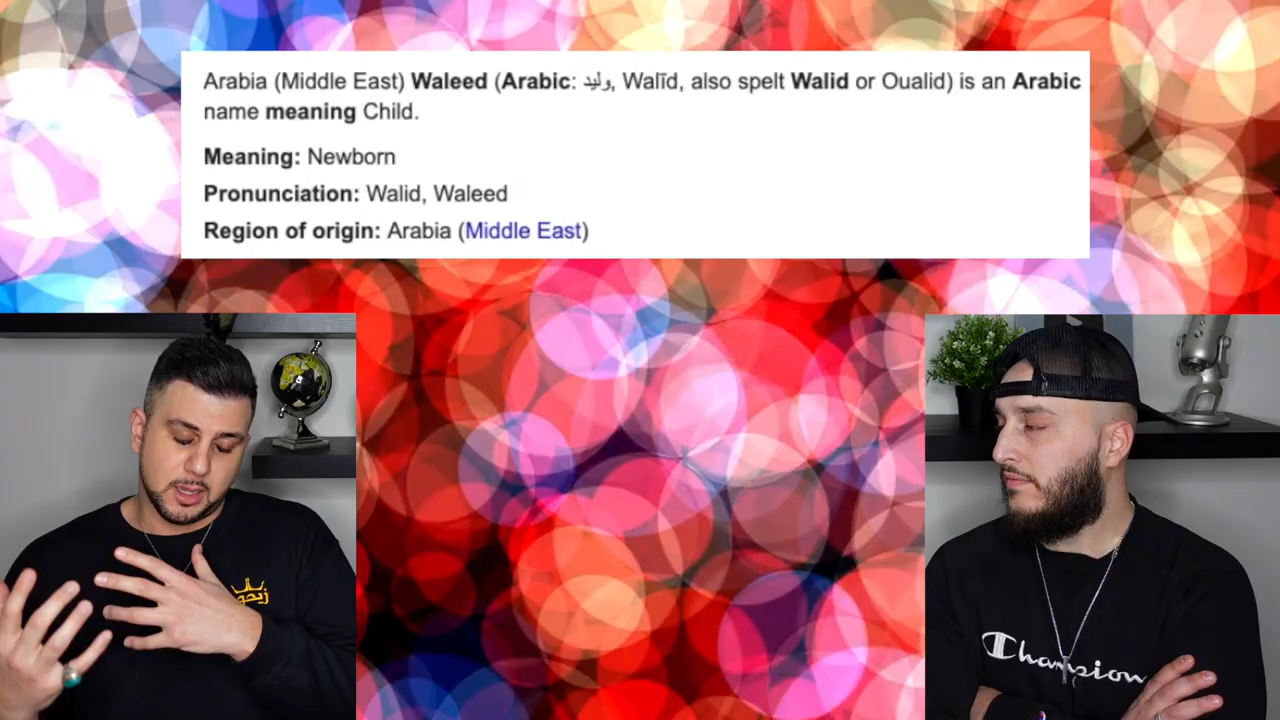 Arabia (Middle East) Waleed (Arabic: وليد, Walīd, also spelt Walid or Oualid) is an Arabic
name meaning Child.
Meaning: Newborn
Pronunciation: Walid, Waleed
Region of origin: Arabia (Middle East)
Champion